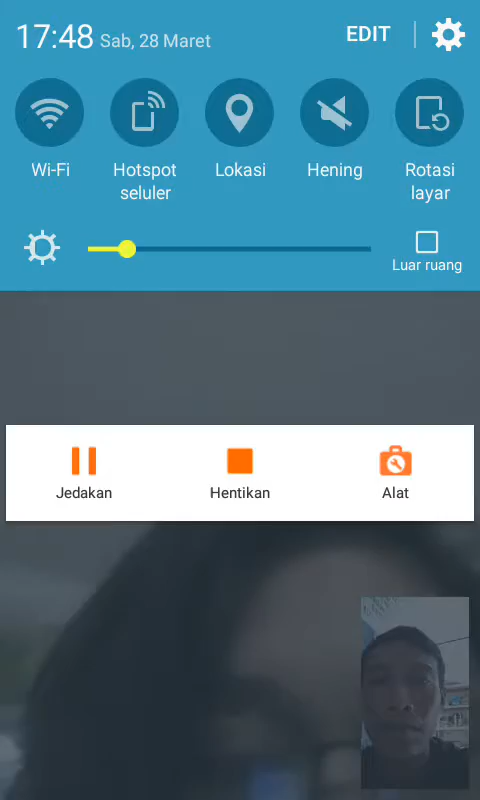 17:48 Sab, 28 Maret EDIT
Wi-Fi
Hotspot
seluler
Lokasi
Hening
Rotasi
layar
Luar ruang
Jedakan
Hentikan
Alat